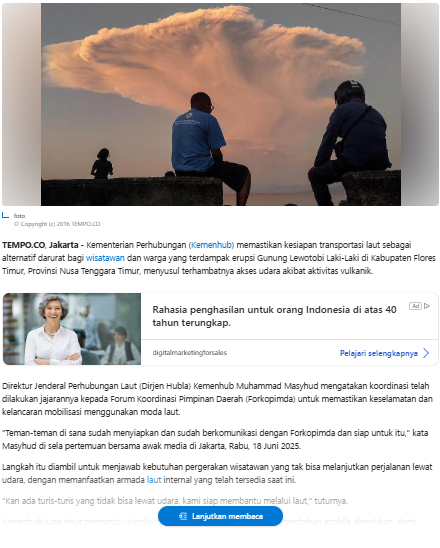 foto
© Copyright (c) 2016 TEMPO.CO
TEMPO.CO, Jakarta - Kementerian Perhubungan (Kemenhub) memastikan kesiapan transportasi laut sebagai
alternatif darurat bagi wisatawan dan warga yang terdampak erupsi Gunung Lewotobi Laki-Laki di Kabupaten Flores
Timur, Provinsi Nusa Tenggara Timur, menyusul terhambatnya akses udara akibat aktivitas vulkanik.
Rahasia penghasilan untuk orang Indonesia di atas 40
tahun terungkap.
Ad
digitalmarketingforsales
Pelajari selengkapnya
Direktur Jenderal Perhubungan Laut (Dirjen Hubla) Kemenhub Muhammad Masyhud mengatakan koordinasi telah
dilakukan jajarannya kepada Forum Koordinasi Pimpinan Daerah (Forkopimda) untuk memastikan keselamatan dan
kelancaran mobilisasi menggunakan moda laut.
"Teman-teman di sana sudah menyiapkan dan sudah berkomunikasi dengan Forkopimda dan siap untuk itu," kata
Masyhud di sela pertemuan bersama awak media di Jakarta, Rabu, 18 Juni 2025.
Langkah itu diambil untuk menjawab kebutuhan pergerakan wisatawan yang tak bisa melanjutkan perjalanan lewat
udara, dengan memanfaatkan armada laut internal yang telah tersedia saat ini.
"Kan ada turis-turis yang tidak bisa lewat udara, kami siap membantu melalui laut," tuturnya.
Lanjutkan membaca